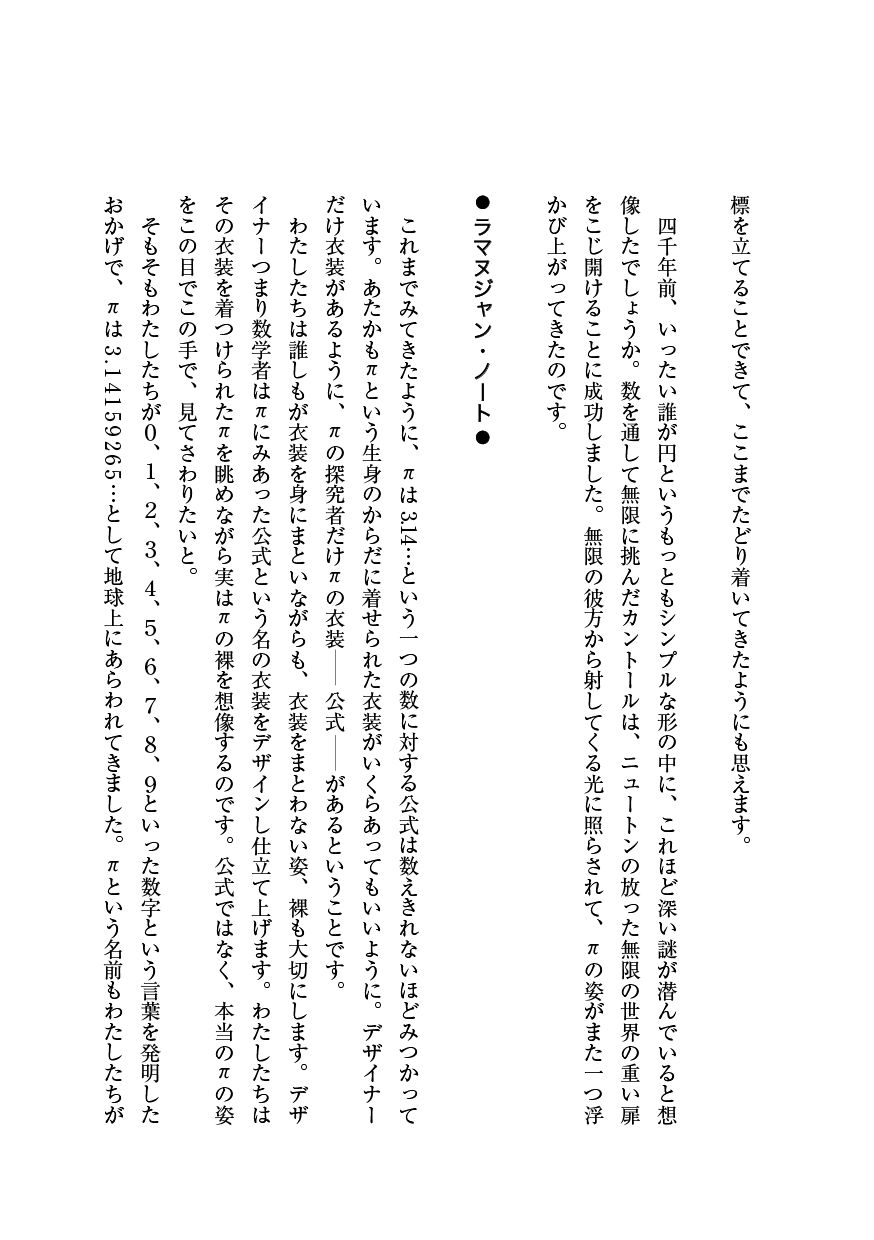 標を立てることできて、ここまでたどり着いてきたようにも思えます。
四千年前、いったい誰が円というもっともシンプルな形の中に、これほど深い謎が潜んでいると想
像したでしょうか。数を通して無限に挑んだカントールは、ニュートンの放った無限の世界の重い扉
をこじ開けることに成功しました。無限の彼方から射してくる光に照らされて、πの姿がまた一つ浮
かび上がってきたのです。
●ラマヌジャン・ノート●
これまでみてきたように、πは314…という一つの数に対する公式は数えきれないほどみつかって
います。あたかもπという生身のからだに着せられた衣装がいくらあってもいいように。デザイナー
だけ衣装があるように、πの探究者だけπの衣装――公式――があるということです。
わたしたちは誰しもが衣装を身にまといながらも、衣装をまとわない姿、裸も大切にします。デザ
イナーつまり数学者はπにみあった公式という名の衣装をデザインし仕立て上げます。わたしたちは
その衣装を着つけられたπを眺めながら実はπの裸を想像するのです。公式ではなく、本当のπの姿
をこの目でこの手で、見てさわりたいと。
そもそもわたしたちが0、1、2、3、4、5、6、7、8、9といった数字という言葉を発明した
おかげで、πは3.14159265…として地球上にあらわれてきました。πという名前もわたしたちが